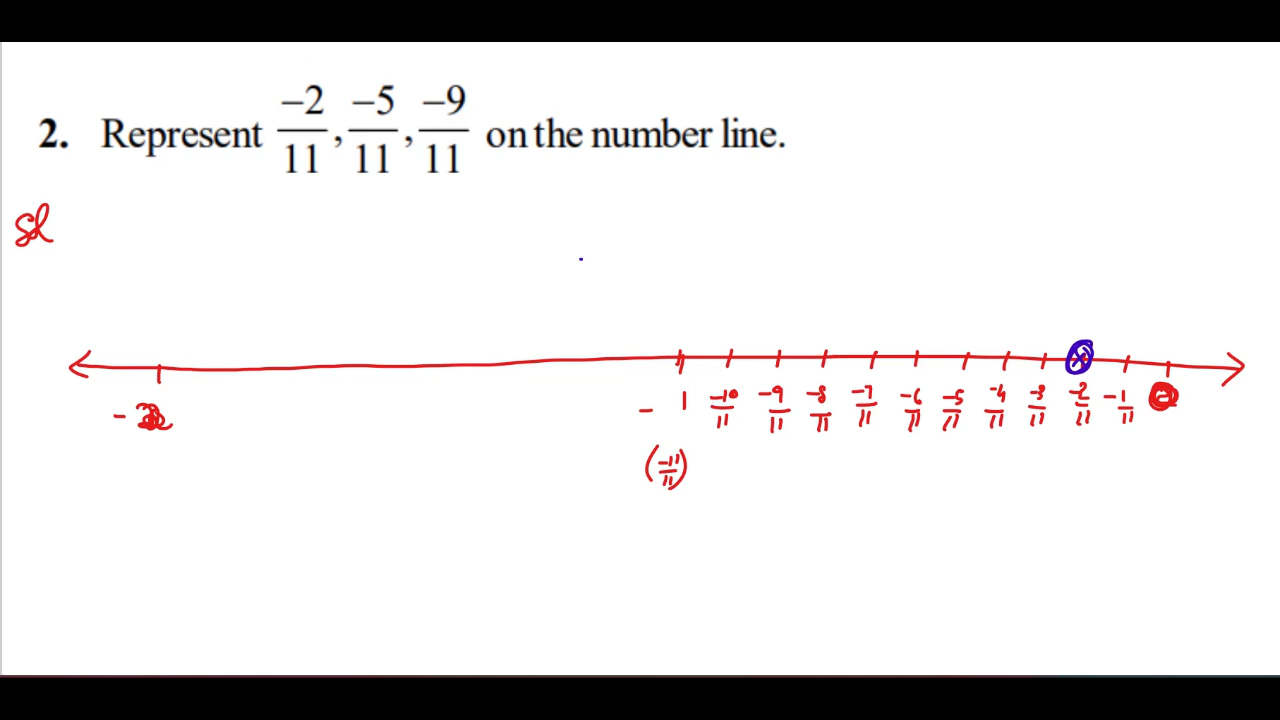 2. Represent -2/11, -5/11, -9/11 on the number line.
Sol
-2 -1 -10/11 -9/11 -8/11 -7/11 -6/11 -5/11 -4/11 -3/11 -2/11 -1/11 0
(-11/11)